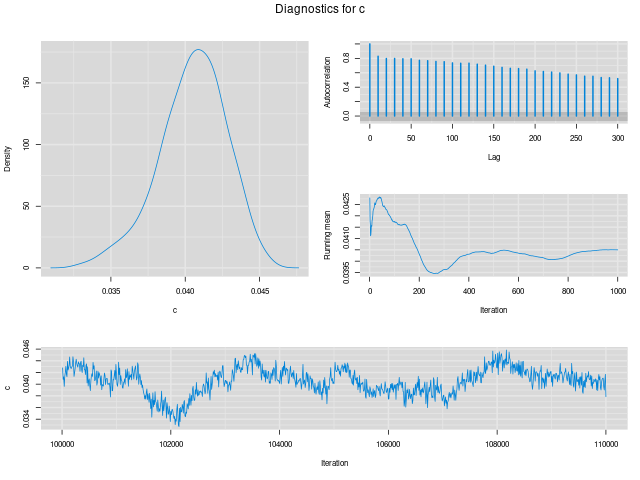 Diagnostics for c
Density
0 50 100 150
0.035 0.040 0.045
c
Autocorrelation
0.0 0.4 0.8
0 50 100 150 200 250 300
Lag
Running mean
0.0395 0.0410 0.0425
0 200 400 600 800 1000
Iteration
c
0.034 0.040 0.046
100000 102000 104000 106000 108000 110000
Iteration